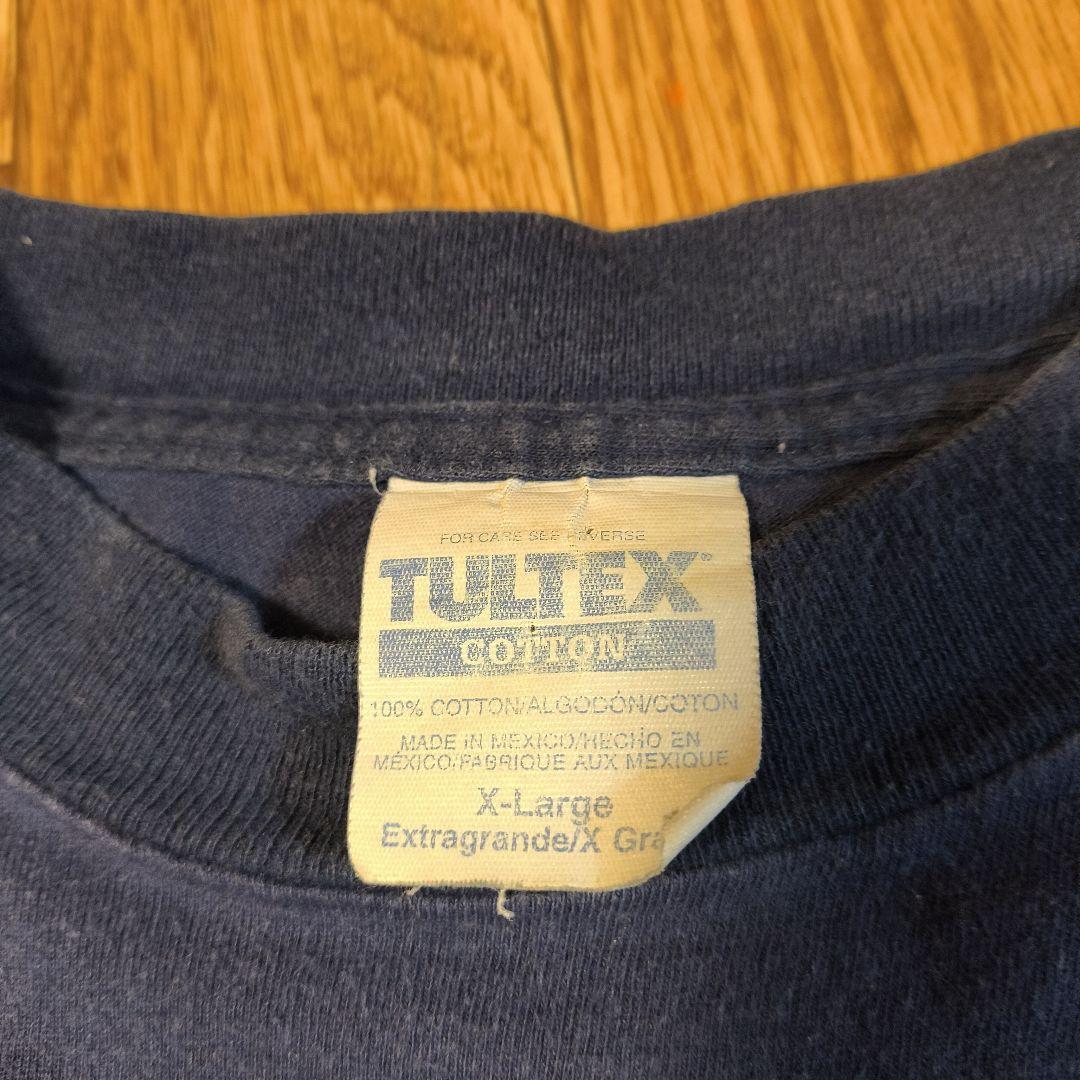 FOR CARE SEE REVERSE
TULTEX®
COTTON
100% COTTON/ALGODÓN/COTON
MADE IN MEXICO/HECHO EN
MÉXICO/FABRIQUE AUX MEXIQUE
X-Large
Extragrande/X